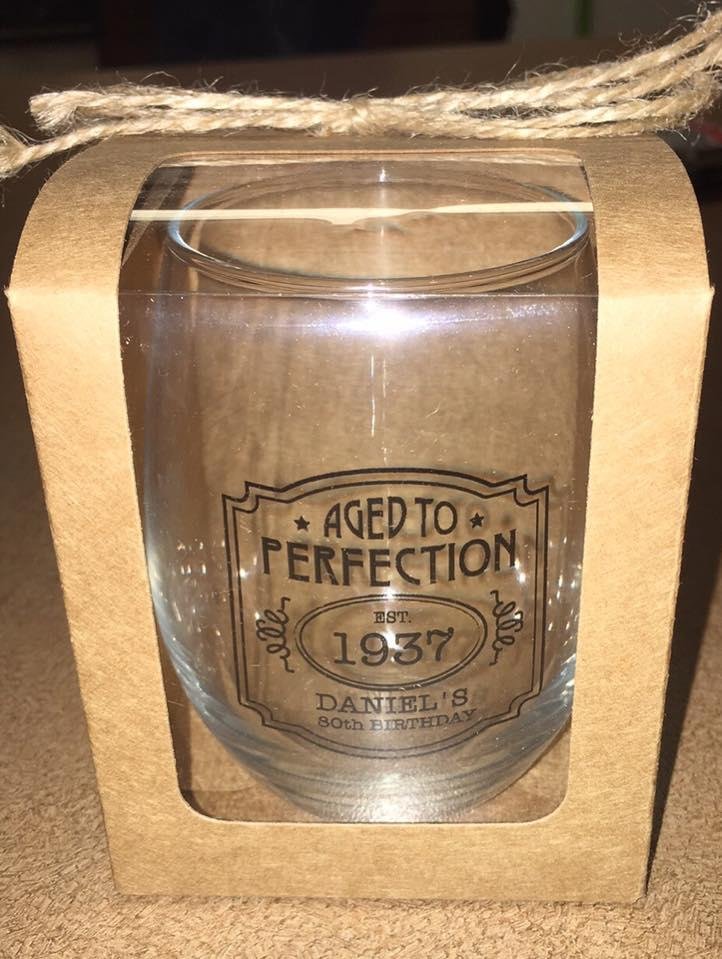 ★ AGED TO ★
PERFECTION
EST.
1937
DANIEL'S
80th BIRTHDAY